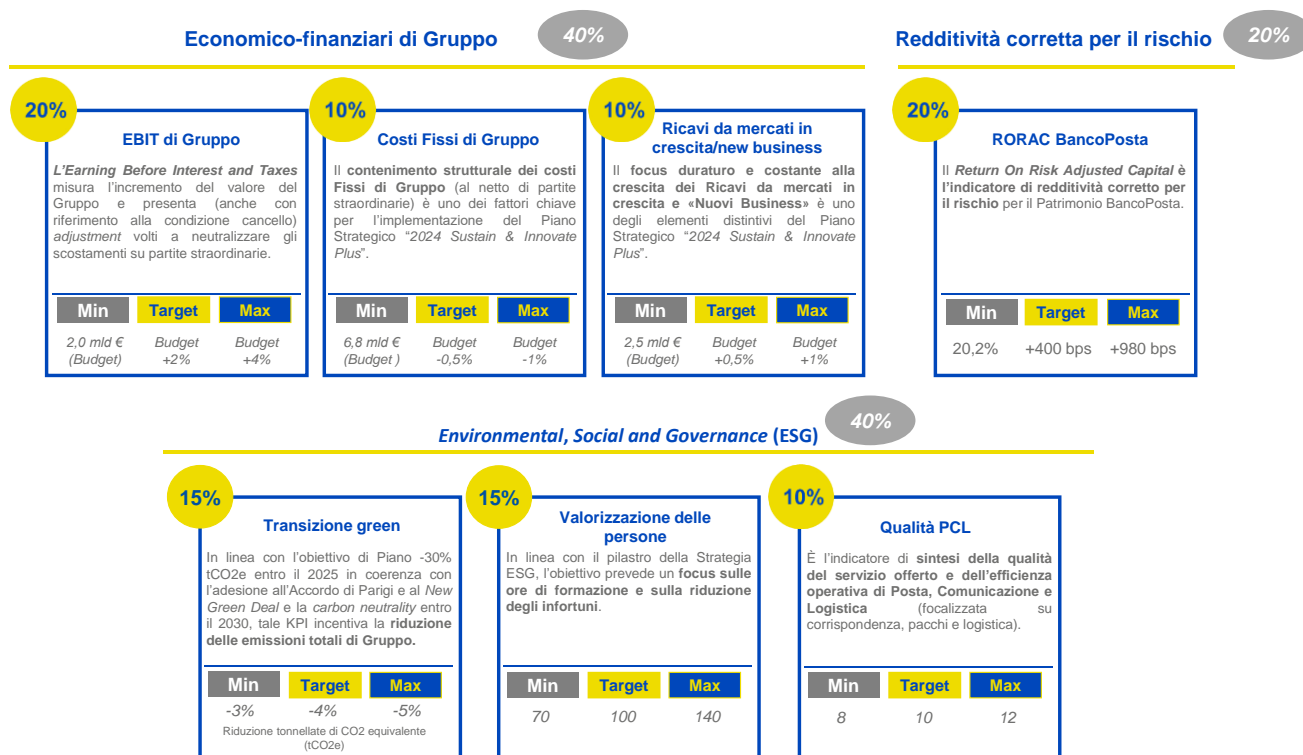 Economico-finanziari di Gruppo
40%
Redditività corretta per il rischio
20%
20%
EBIT di Gruppo
L'Earning Before Interest and Taxes
misura l'incremento del valore del
Gruppo e presenta (anche con
riferimento alla condizione cancello)
adjustment volti a neutralizzare gli
scostamenti su partite straordinarie.
Min Target Max
2,0 mld € Budget Budget
(Budget) +2% +4%
10%
Costi Fissi di Gruppo
Il contenimento strutturale dei costi
Fissi di Gruppo (al netto di partite
straordinarie) è uno dei fattori chiave
per l'implementazione del Piano
Strategico "2024 Sustain & Innovate
Plus".
Min Target Max
6,8 mld € Budget Budget
(Budget ) -0,5% -1%
10%
Ricavi da mercati in
crescita/new business
Il focus duraturo e costante alla
crescita dei Ricavi da mercati in
crescita e «Nuovi Business» è uno
degli elementi distintivi del Piano
Strategico "2024 Sustain & Innovate
Plus".
Min Target Max
2,5 mld € Budget Budget
(Budget) +0,5% +1%
20%
RORAC BancoPosta
Il Return On Risk Adjusted Capital è
l'indicatore di redditività corretto per
il rischio per il Patrimonio BancoPosta.
Min Target Max
20,2% +400 bps +980 bps
Environmental, Social and Governance (ESG)
40%
15%
Transizione green
In linea con l'obiettivo di Piano -30%
tCO2e entro il 2025 in coerenza con
l'adesione all'Accordo di Parigi e al New
Green Deal e la carbon neutrality entro
il 2030, tale KPI incentiva la riduzione
delle emissioni totali di Gruppo.
Min Target Max
-3% -4% -5%
Riduzione tonnellate di CO2 equivalente
(tCO2e)
15%
Valorizzazione delle
persone
In linea con il pilastro della Strategia
ESG, l'obiettivo prevede un focus sulle
ore di formazione e sulla riduzione
degli infortuni.
Min Target Max
70 100 140
10%
Qualità PCL
È l'indicatore di sintesi della qualità
del servizio offerto e dell'efficienza
operativa di Posta, Comunicazione e
Logistica (focalizzata su
corrispondenza, pacchi e logistica).
Min Target Max
8 10 12